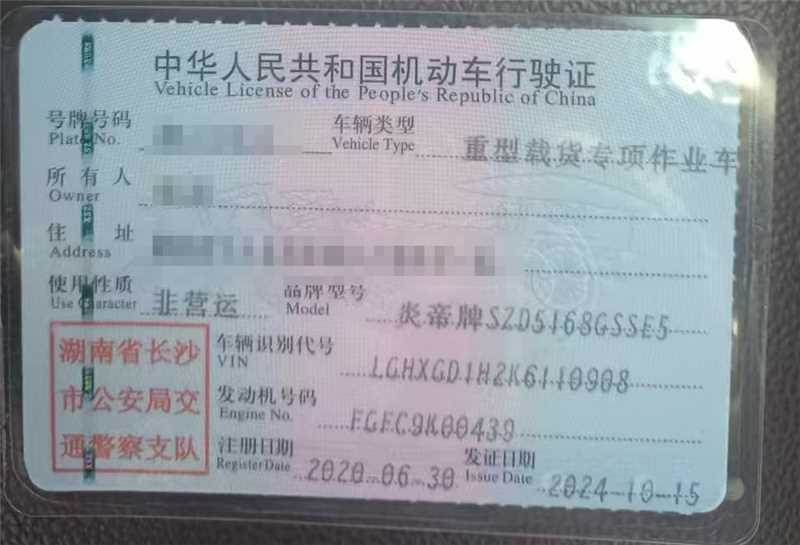 中华人民共和国机动车行驶证
Vehicle License of the People's Republic of China
号牌号码
Plate No.
车辆类型 重型载货专项作业车
Vehicle Type
所有人
Owner
住址
Address
使用性质 非营运
Use Character
品牌型号 炎帝牌SZD5168GSSE5
Model
湖南省长沙
市公安局交
通警察支队
车辆识别代号 LGHXGD1H2K6110908
VIN
发动机号码 FGFC9K00439
Engine No.
注册日期 2020-06-30
Register Date
发证日期 2024-10-15
Issue Date